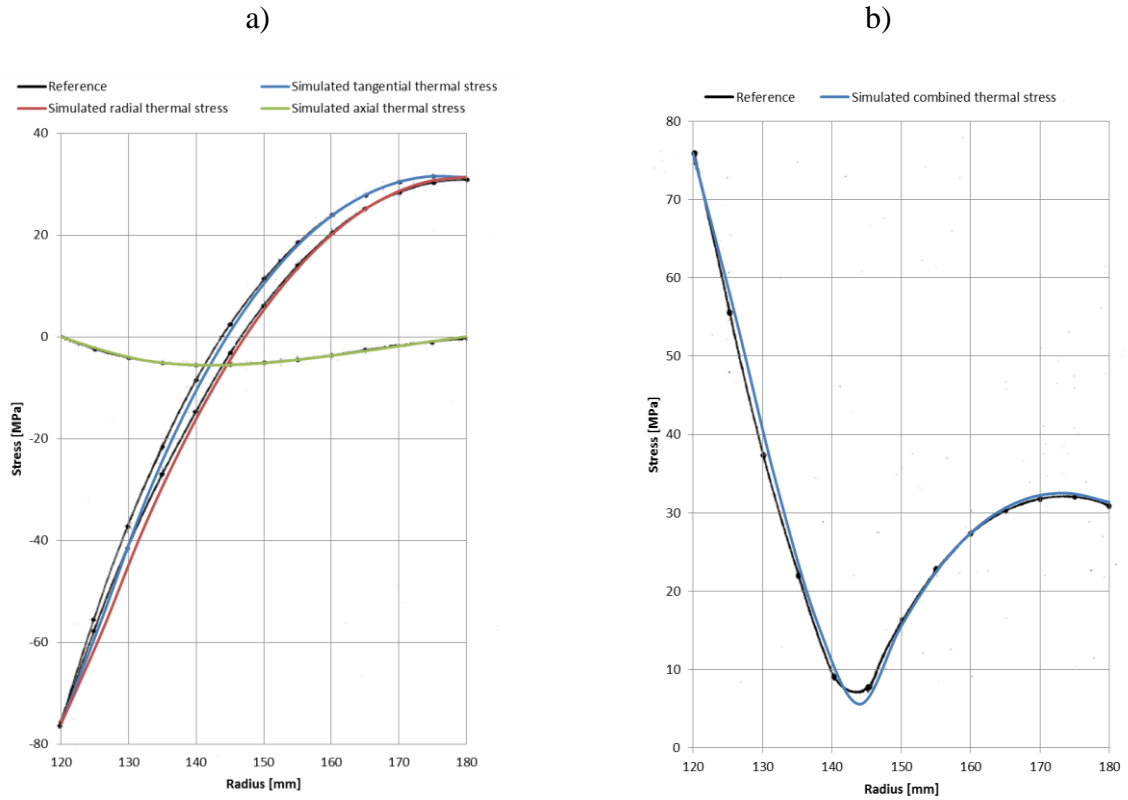 a)
Reference
Simulated tangential thermal stress
Simulated radial thermal stress
Simulated axial thermal stress
40
20
0
-20
-40
-60
-80
Stress [MPa]
120 130 140 150 160 170 180
Radius [mm]
b)
Reference
Simulated combined thermal stress
80
70
60
50
40
30
20
10
0
Stress [MPa]
120 130 140 150 160 170 180
Radius [mm]